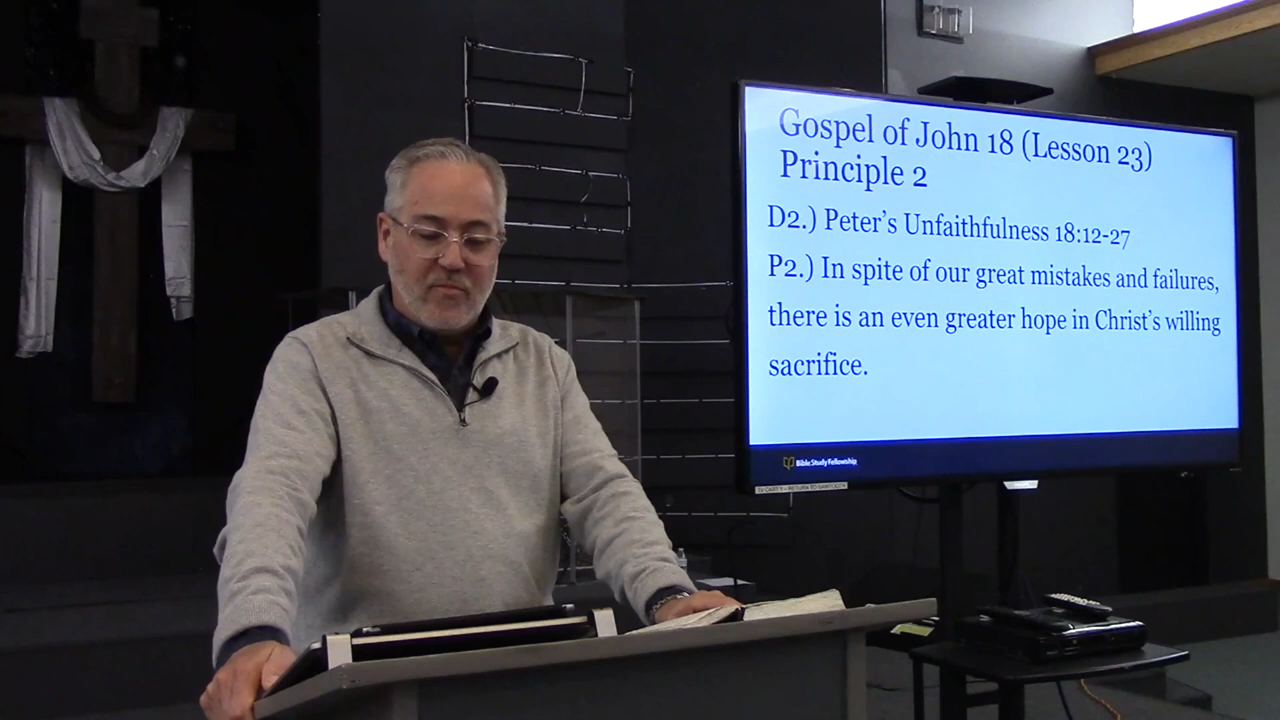 Gospel of John 18 (Lesson 23)
Principle 2
D2.) Peter's Unfaithfulness 18:12-27
P2.) In spite of our great mistakes and failures,
there is an even greater hope in Christ's willing
sacrifice.
Bible Study Fellowship